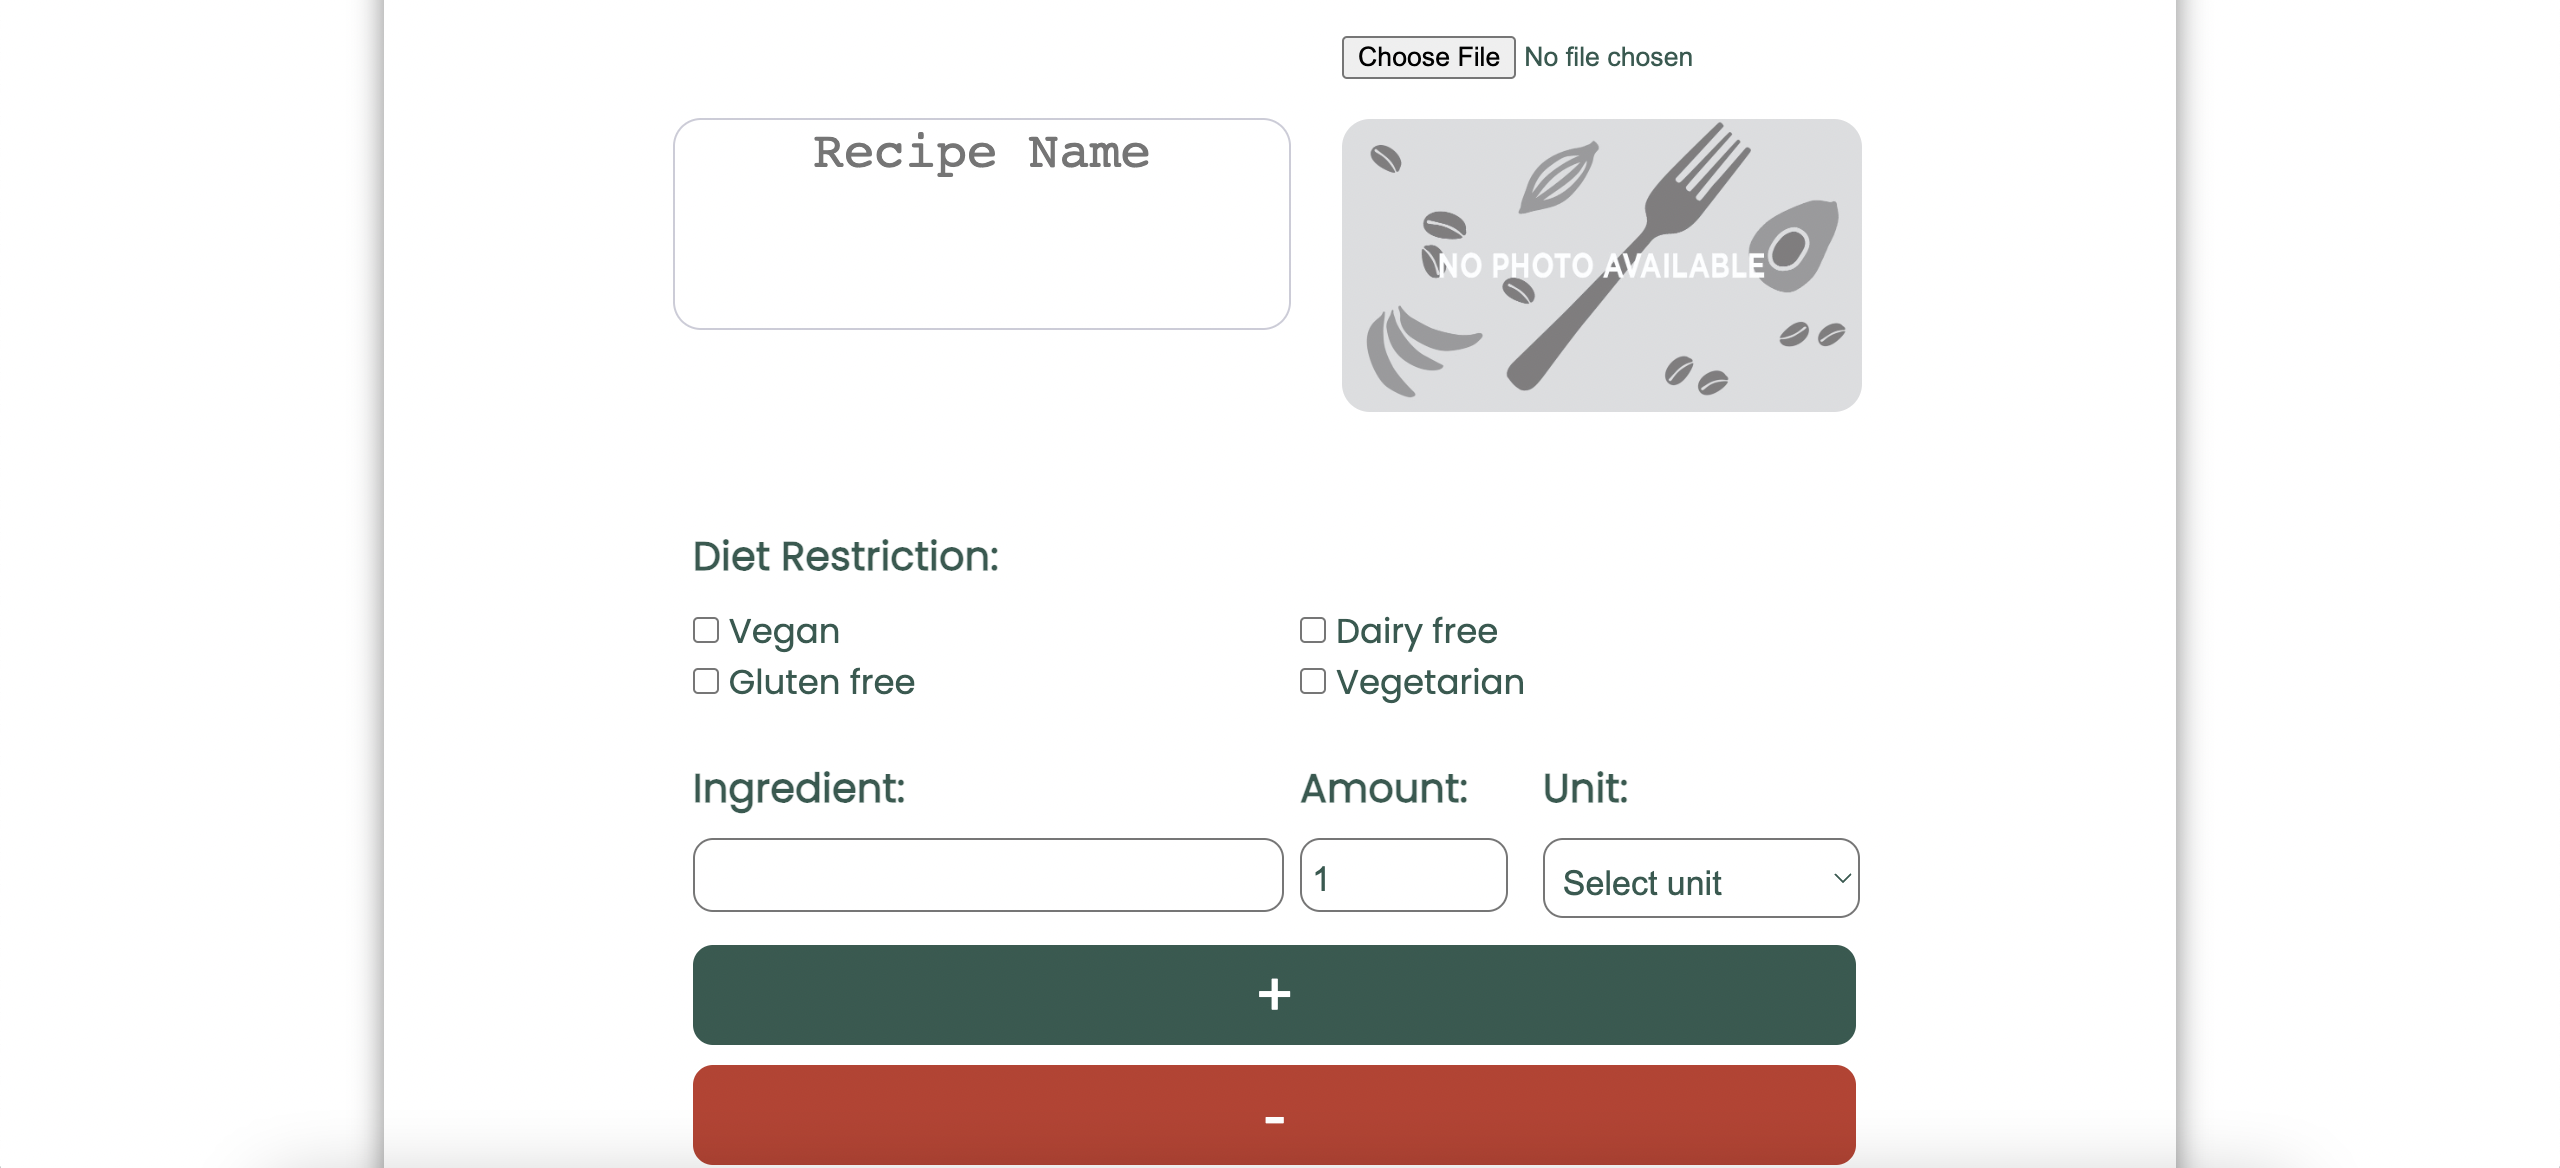 Choose File No file chosen
Recipe Name
NO PHOTO AVAILABLE
Diet Restriction:
Vegan
Dairy free
Gluten free
Vegetarian
Ingredient: Amount: Unit:
1 Select unit
+
-